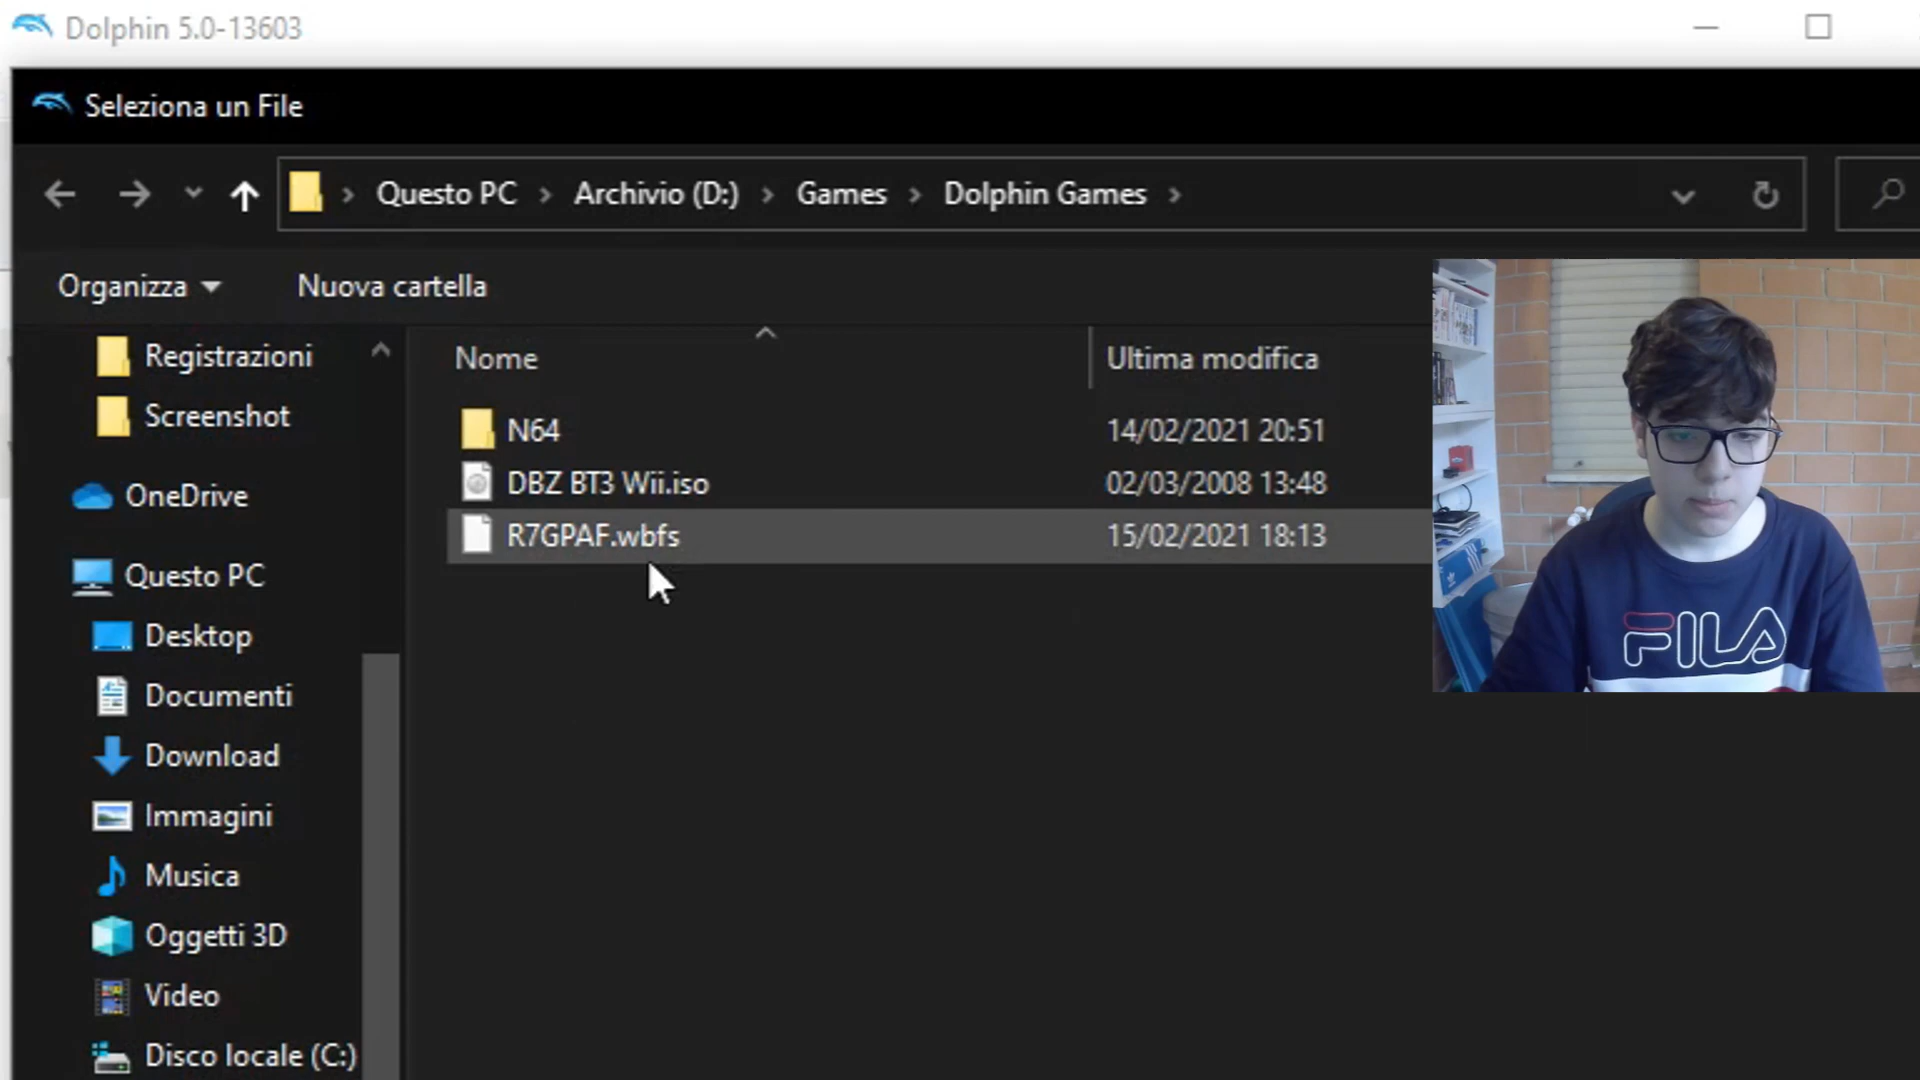 Dolphin 5.0-13603
Seleziona un File
Questo PC > Archivio (D:) > Games > Dolphin Games >
Organizza Nuova cartella
Registrazioni
Screenshot
OneDrive
Questo PC
Desktop
Documenti
Download
Immagini
Musica
Oggetti 3D
Video
Disco locale (C:)
Nome Ultima modifica
N64 14/02/2021 20:51
DBZ BT3 Wii.iso 02/03/2008 13:48
R7GPAF.wbfs 15/02/2021 18:13
FILA